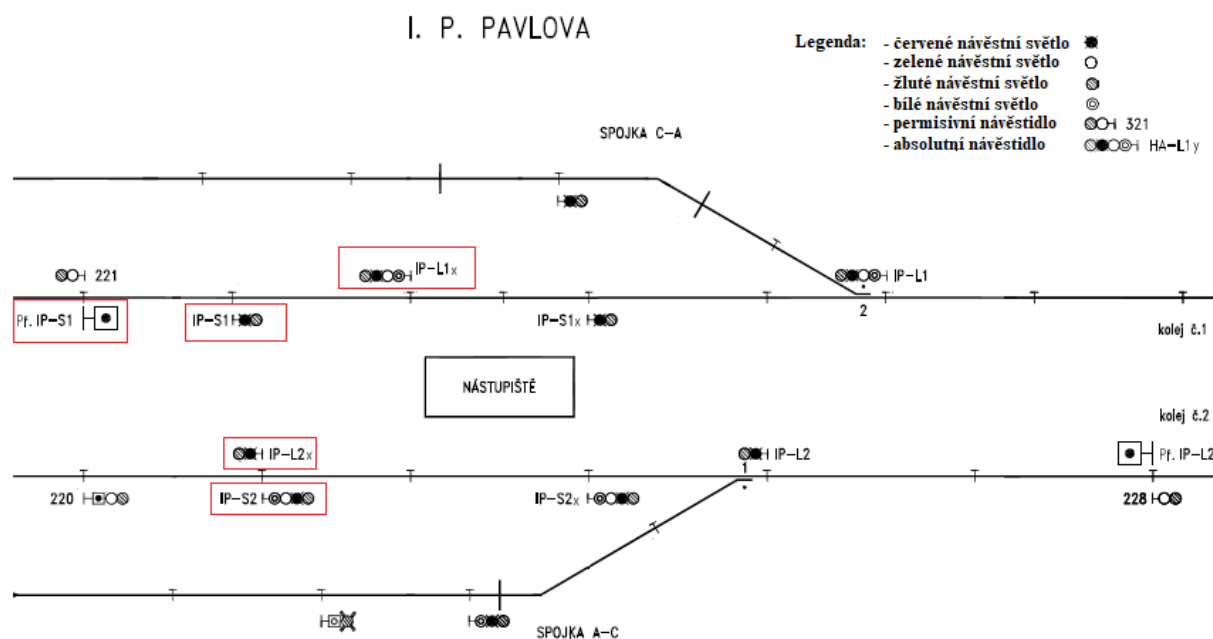 I. P. PAVLOVA
Legenda:
- červené návěstní světlo
- zelené návěstní světlo
- žluté návěstní světlo
- bílé návěstní světlo
- permisivní návěstidlo 321
- absolutní návěstidlo HA-L1y
SPOJKA C-A
221
IP-L1x
IP-L1
Př. IP-S1
IP-S1
IP-S1x
2
kolej č.1
NÁSTUPIŠTĚ
kolej č.2
IP-L2x
IP-L2
Př. IP-L2
1
220
IP-S2
IP-S2x
228
SPOJKA A-C